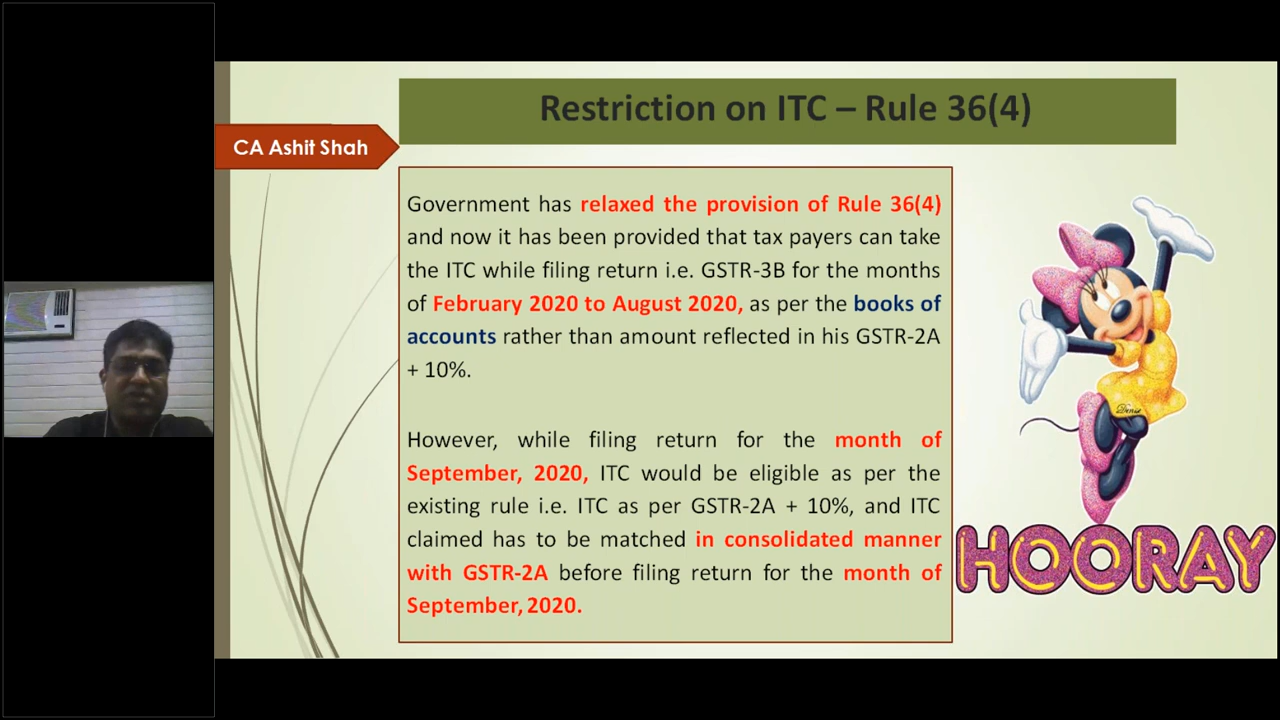 Restriction on ITC – Rule 36(4)
CA Ashit Shah
Government has relaxed the provision of Rule 36(4)
and now it has been provided that tax payers can take
the ITC while filing return i.e. GSTR-3B for the months
of February 2020 to August 2020, as per the books of
accounts rather than amount reflected in his GSTR-2A
+ 10%.
However, while filing return for the month of
September, 2020, ITC would be eligible as per the
existing rule i.e. ITC as per GSTR-2A + 10%, and ITC
claimed has to be matched in consolidated manner
with GSTR-2A before filing return for the month of
September, 2020.
Denise
HOORAY